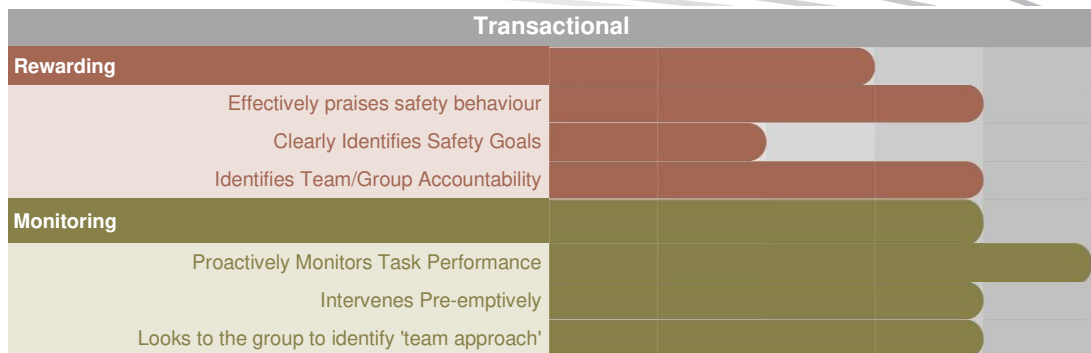 Transactional
Rewarding
Effectively praises safety behaviour
Clearly Identifies Safety Goals
Identifies Team/Group Accountability
Monitoring
Proactively Monitors Task Performance
Intervenes Pre-emptively
Looks to the group to identify 'team approach'